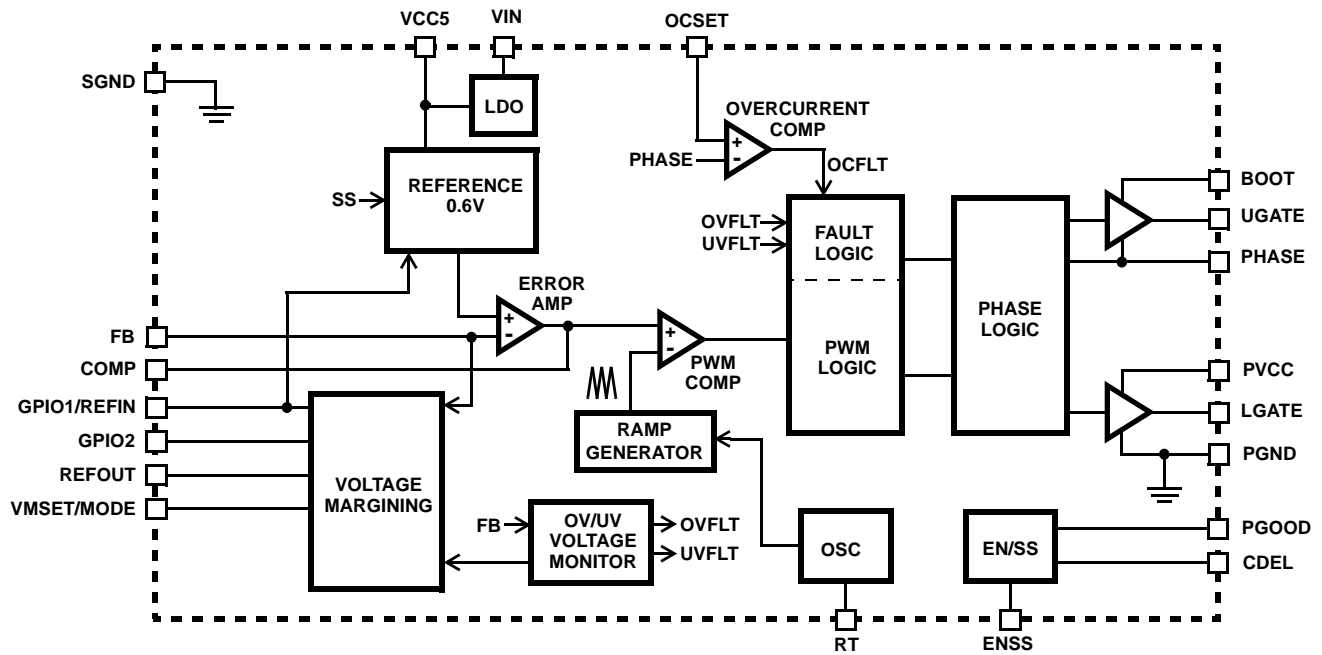 VCC5
VIN
OCSET
SGND
LDO
OVERCURRENT
COMP
+
-
PHASE
OCFLT
REFERENCE
0.6V
SS
OVFLT
UVFLT
FAULT
LOGIC
BOOT
UGATE
PHASE
ERROR
AMP
+
-
FB
PHASE
LOGIC
+
-
PWM
COMP
PWM
LOGIC
COMP
PVCC
GPIO1/REFIN
LGATE
GPIO2
RAMP
GENERATOR
PGND
REFOUT
VOLTAGE
MARGINING
VMSET/MODE
FB
OV/UV
VOLTAGE
MONITOR
OVFLT
UVFLT
OSC
EN/SS
PGOOD
CDEL
RT
ENSS